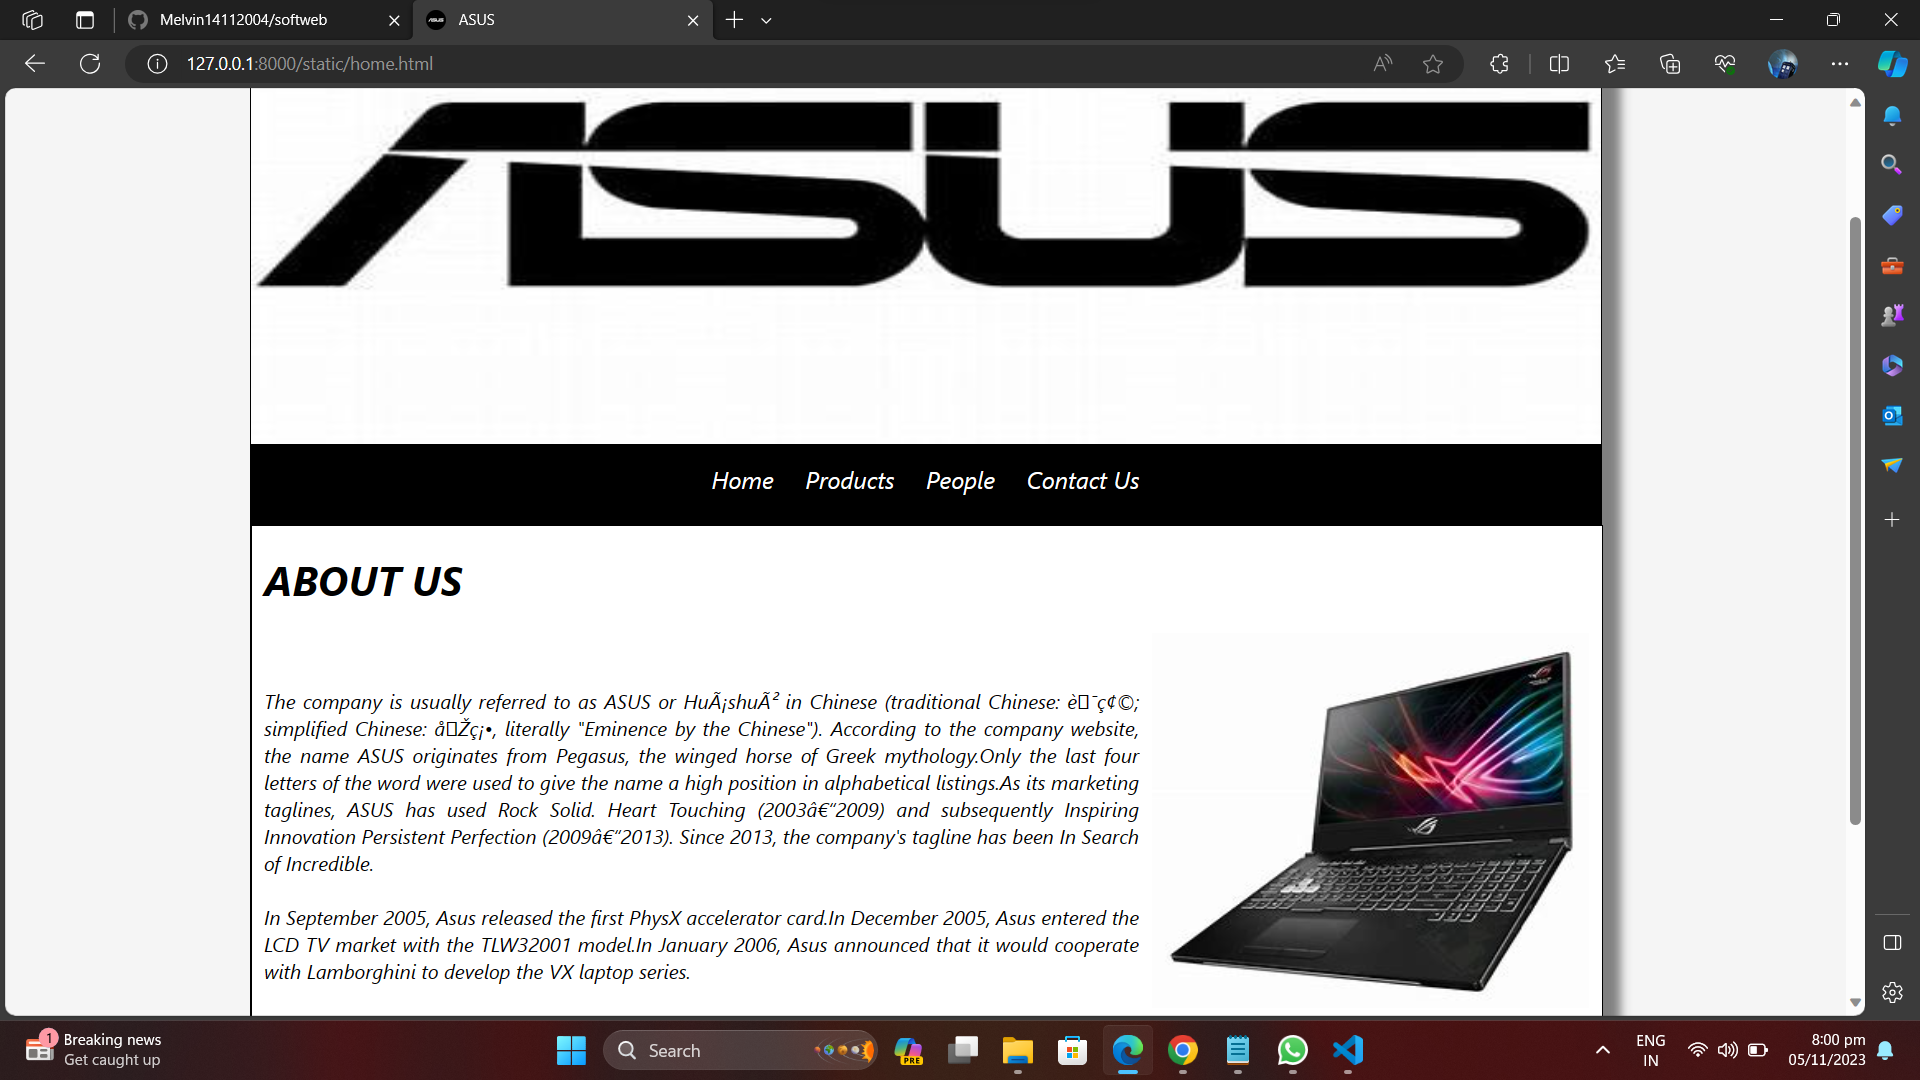 Melvin14112004/softweb
ASUS
127.0.0.1:8000/static/home.html
ASUS
Home Products People Contact Us
ABOUT US
The company is usually referred to as ASUS or HuÃ¡shuÃ² in Chinese (traditional Chinese: è�¯ç¢©;
simplified Chinese: å�Žç¡•, literally "Eminence by the Chinese"). According to the company website,
the name ASUS originates from Pegasus, the winged horse of Greek mythology.Only the last four
letters of the word were used to give the name a high position in alphabetical listings.As its marketing
taglines, ASUS has used Rock Solid. Heart Touching (2003â€“2009) and subsequently Inspiring
Innovation Persistent Perfection (2009â€“2013). Since 2013, the company's tagline has been In Search
of Incredible.
In September 2005, Asus released the first PhysX accelerator card.In December 2005, Asus entered the
LCD TV market with the TLW32001 model.In January 2006, Asus announced that it would cooperate
with Lamborghini to develop the VX laptop series.
1
Breaking news
Get caught up
Search
PRE
ENG
IN
8:00 pm
05/11/2023